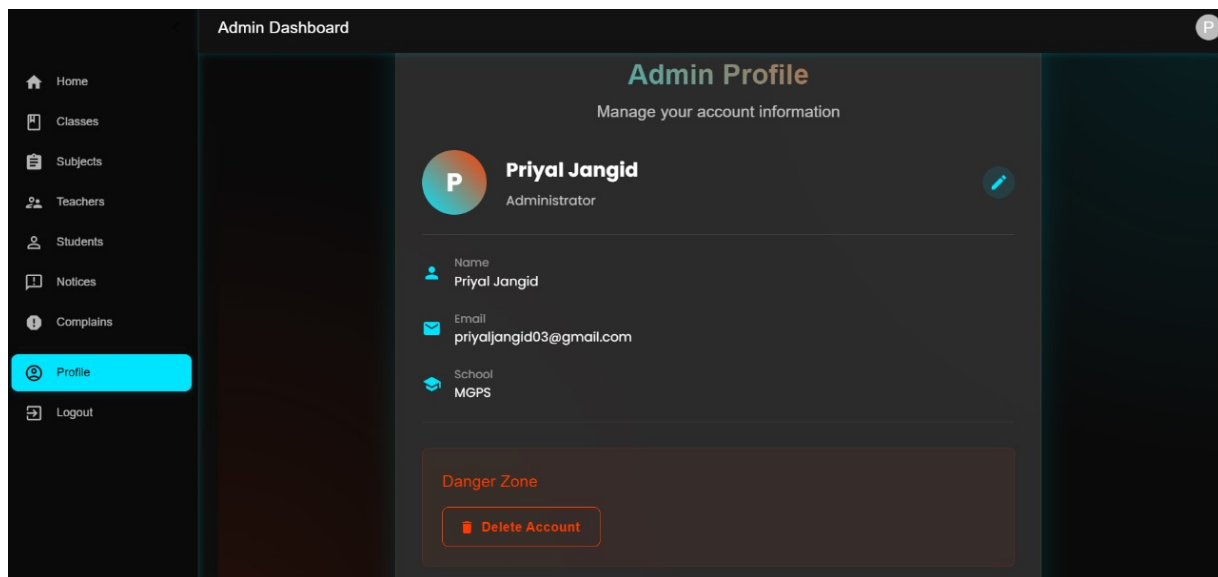 Admin Dashboard
P
Home
Classes
Subjects
Teachers
Students
Notices
Complains
Profile
Logout
Admin Profile
Manage your account information
P
Priyal Jangid
Administrator
Name
Priyal Jangid
Email
priyaljangid03@gmail.com
School
MGPS
Danger Zone
Delete Account